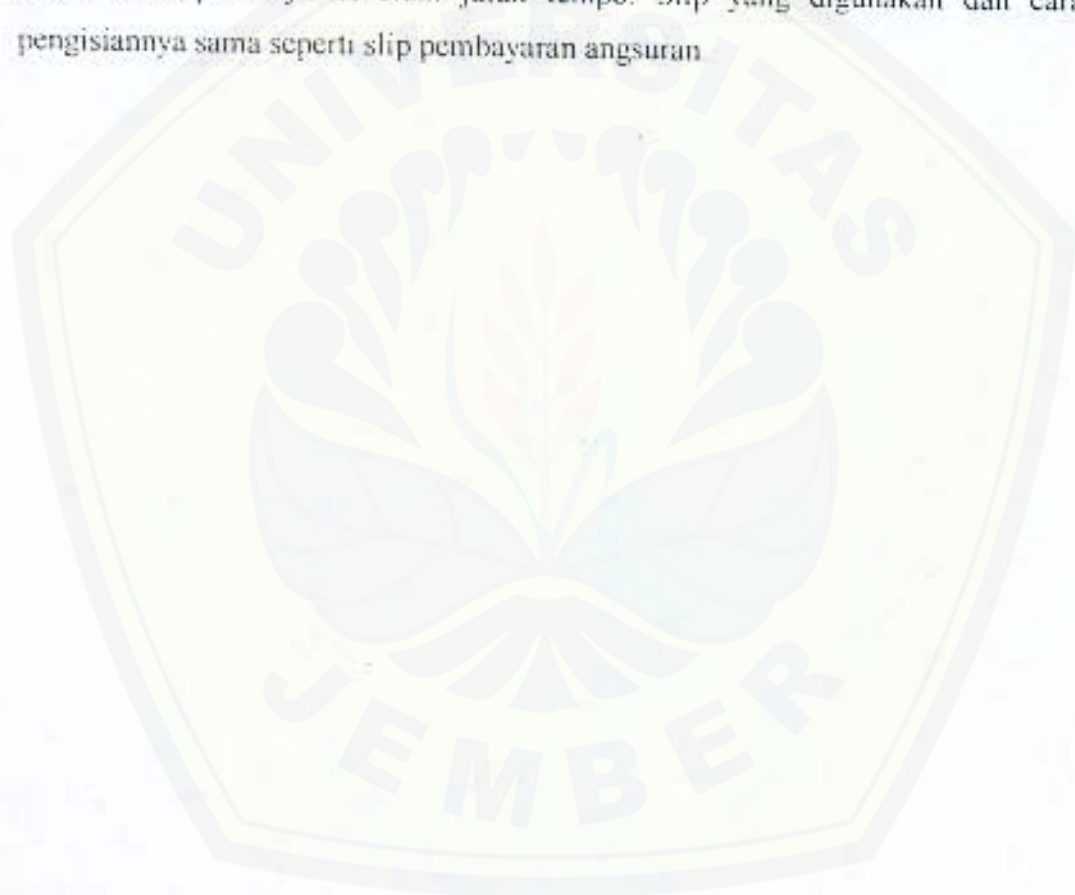 jatuh tempo. Slip yang digunakan dan cara
pengisiannya sama seperti slip pembayaran angsuran
UNIVERSITAS
JEMBER